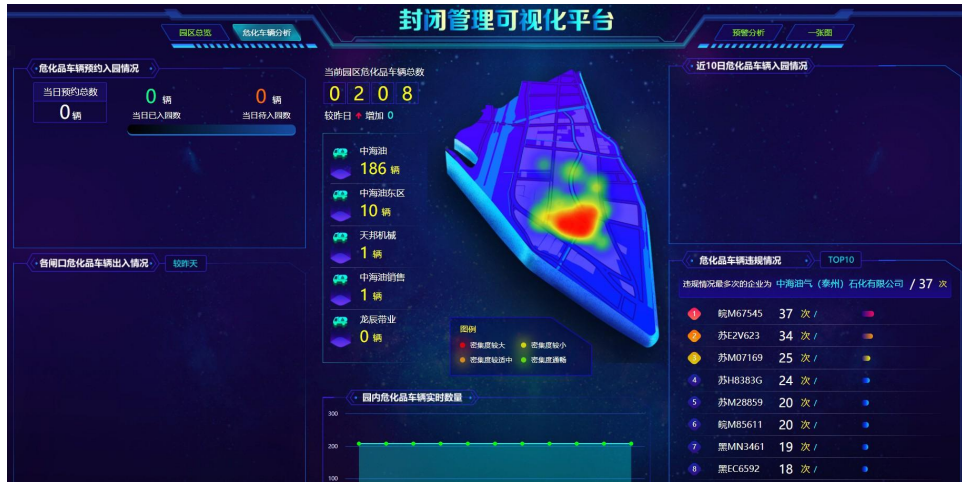 封闭管理可视化平台
园区总览
危化车辆分析
预警分析
一张图
危化品车辆预约入园情况
当日预约总数
0 辆
0 辆
当日已入园数
0 辆
当日待入园数
各闸口危化品车辆出入情况
较昨天
当前园区危化品车辆总数
0 2 0 8
较昨日 增加 0
中海油
186 辆
中海油东区
10 辆
天邦机械
1 辆
中海油销售
1 辆
龙辰带业
0 辆
图例
密集度较大
密集度较小
密集度较适中
密集度通畅
园内危化品车辆实时数量
300
200
100
近10日危化品车辆入园情况
危化品车辆违规情况
TOP10
违规情况最多次的企业为 中海油气（泰州）石化有限公司 / 37 次
1 皖M67545 37 次 /
2 苏E2V623 34 次 /
3 苏M07169 25 次 /
4 苏H8383G 24 次 /
5 苏M28859 20 次 /
6 皖M85611 20 次 /
7 黑MN3461 19 次 /
8 黑EC6592 18 次 /